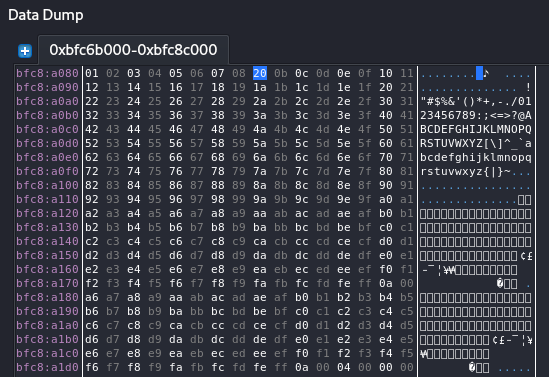 Data Dump
0xbfc6b000-0xbfc8c000
bfc8:a080 01 02 03 04 05 06 07 08 20 0b 0c 0d 0e 0f 10 11 ........ ♪ ....
bfc8:a090 12 13 14 15 16 17 18 19 1a 1b 1c 1d 1e 1f 20 21 .............. !
bfc8:a0a0 22 23 24 25 26 27 28 29 2a 2b 2c 2d 2e 2f 30 31 "#$%&'()*+,-./01
bfc8:a0b0 32 33 34 35 36 37 38 39 3a 3b 3c 3d 3e 3f 40 41 23456789:;<=>?@A
bfc8:a0c0 42 43 44 45 46 47 48 49 4a 4b 4c 4d 4e 4f 50 51 BCDEFGHIJKLMNOPQ
bfc8:a0d0 52 53 54 55 56 57 58 59 5a 5b 5c 5d 5e 5f 60 61 RSTUVWXYZ[\]^_`a
bfc8:a0e0 62 63 64 65 66 67 68 69 6a 6b 6c 6d 6e 6f 70 71 bcdefghijklmnopq
bfc8:a0f0 72 73 74 75 76 77 78 79 7a 7b 7c 7d 7e 7f 80 81 rstuvwxyz{|}~...
bfc8:a100 82 83 84 85 86 87 88 89 8a 8b 8c 8d 8e 8f 90 91 ................
bfc8:a110 92 93 94 95 96 97 98 99 9a 9b 9c 9d 9e 9f a0 a1 ..............
bfc8:a120 a2 a3 a4 a5 a6 a7 a8 a9 aa ab ac ad ae af b0 b1
bfc8:a130 b2 b3 b4 b5 b6 b7 b8 b9 ba bb bc bd be bf c0 c1
bfc8:a140 c2 c3 c4 c5 c6 c7 c8 c9 ca cb cc cd ce cf d0 d1
bfc8:a150 d2 d3 d4 d5 d6 d7 d8 d9 da db dc dd de df e0 e1 ¢£
bfc8:a160 e2 e3 e4 e5 e6 e7 e8 e9 ea eb ec ed ee ef f0 f1 -¯¦₩
bfc8:a170 f2 f3 f4 f5 f6 f7 f8 f9 fa fb fc fd fe ff 0a 00 � .
bfc8:a180 a6 a7 a8 a9 aa ab ac ad ae af b0 b1 b2 b3 b4 b5
bfc8:a190 b6 b7 b8 b9 ba bb bc bd be bf c0 c1 c2 c3 c4 c5
bfc8:a1a0 c6 c7 c8 c9 ca cb cc cd ce cf d0 d1 d2 d3 d4 d5
bfc8:a1b0 d6 d7 d8 d9 da db dc dd de df e0 e1 e2 e3 e4 e5 ¢£-¯¦¥
bfc8:a1c0 e6 e7 e8 e9 ea eb ec ed ee ef f0 f1 f2 f3 f4 f5 ₩
bfc8:a1d0 f6 f7 f8 f9 fa fb fc fd fe ff 0a 00 04 00 00 00 � .....